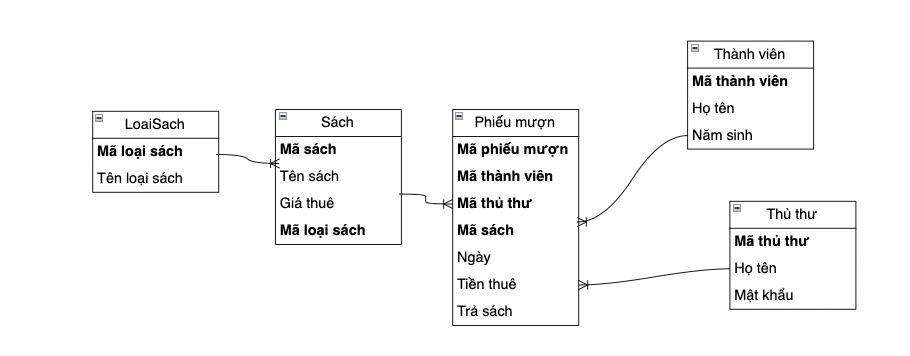 LoaiSach
Mã loại sách
Tên loại sách
Sách
Mã sách
Tên sách
Giá thuê
Mã loại sách
Phiếu mượn
Mã phiếu mượn
Mã thành viên
Mã thủ thư
Mã sách
Ngày
Tiền thuê
Trả sách
Thành viên
Mã thành viên
Họ tên
Năm sinh
Thủ thư
Mã thủ thư
Họ tên
Mật khẩu